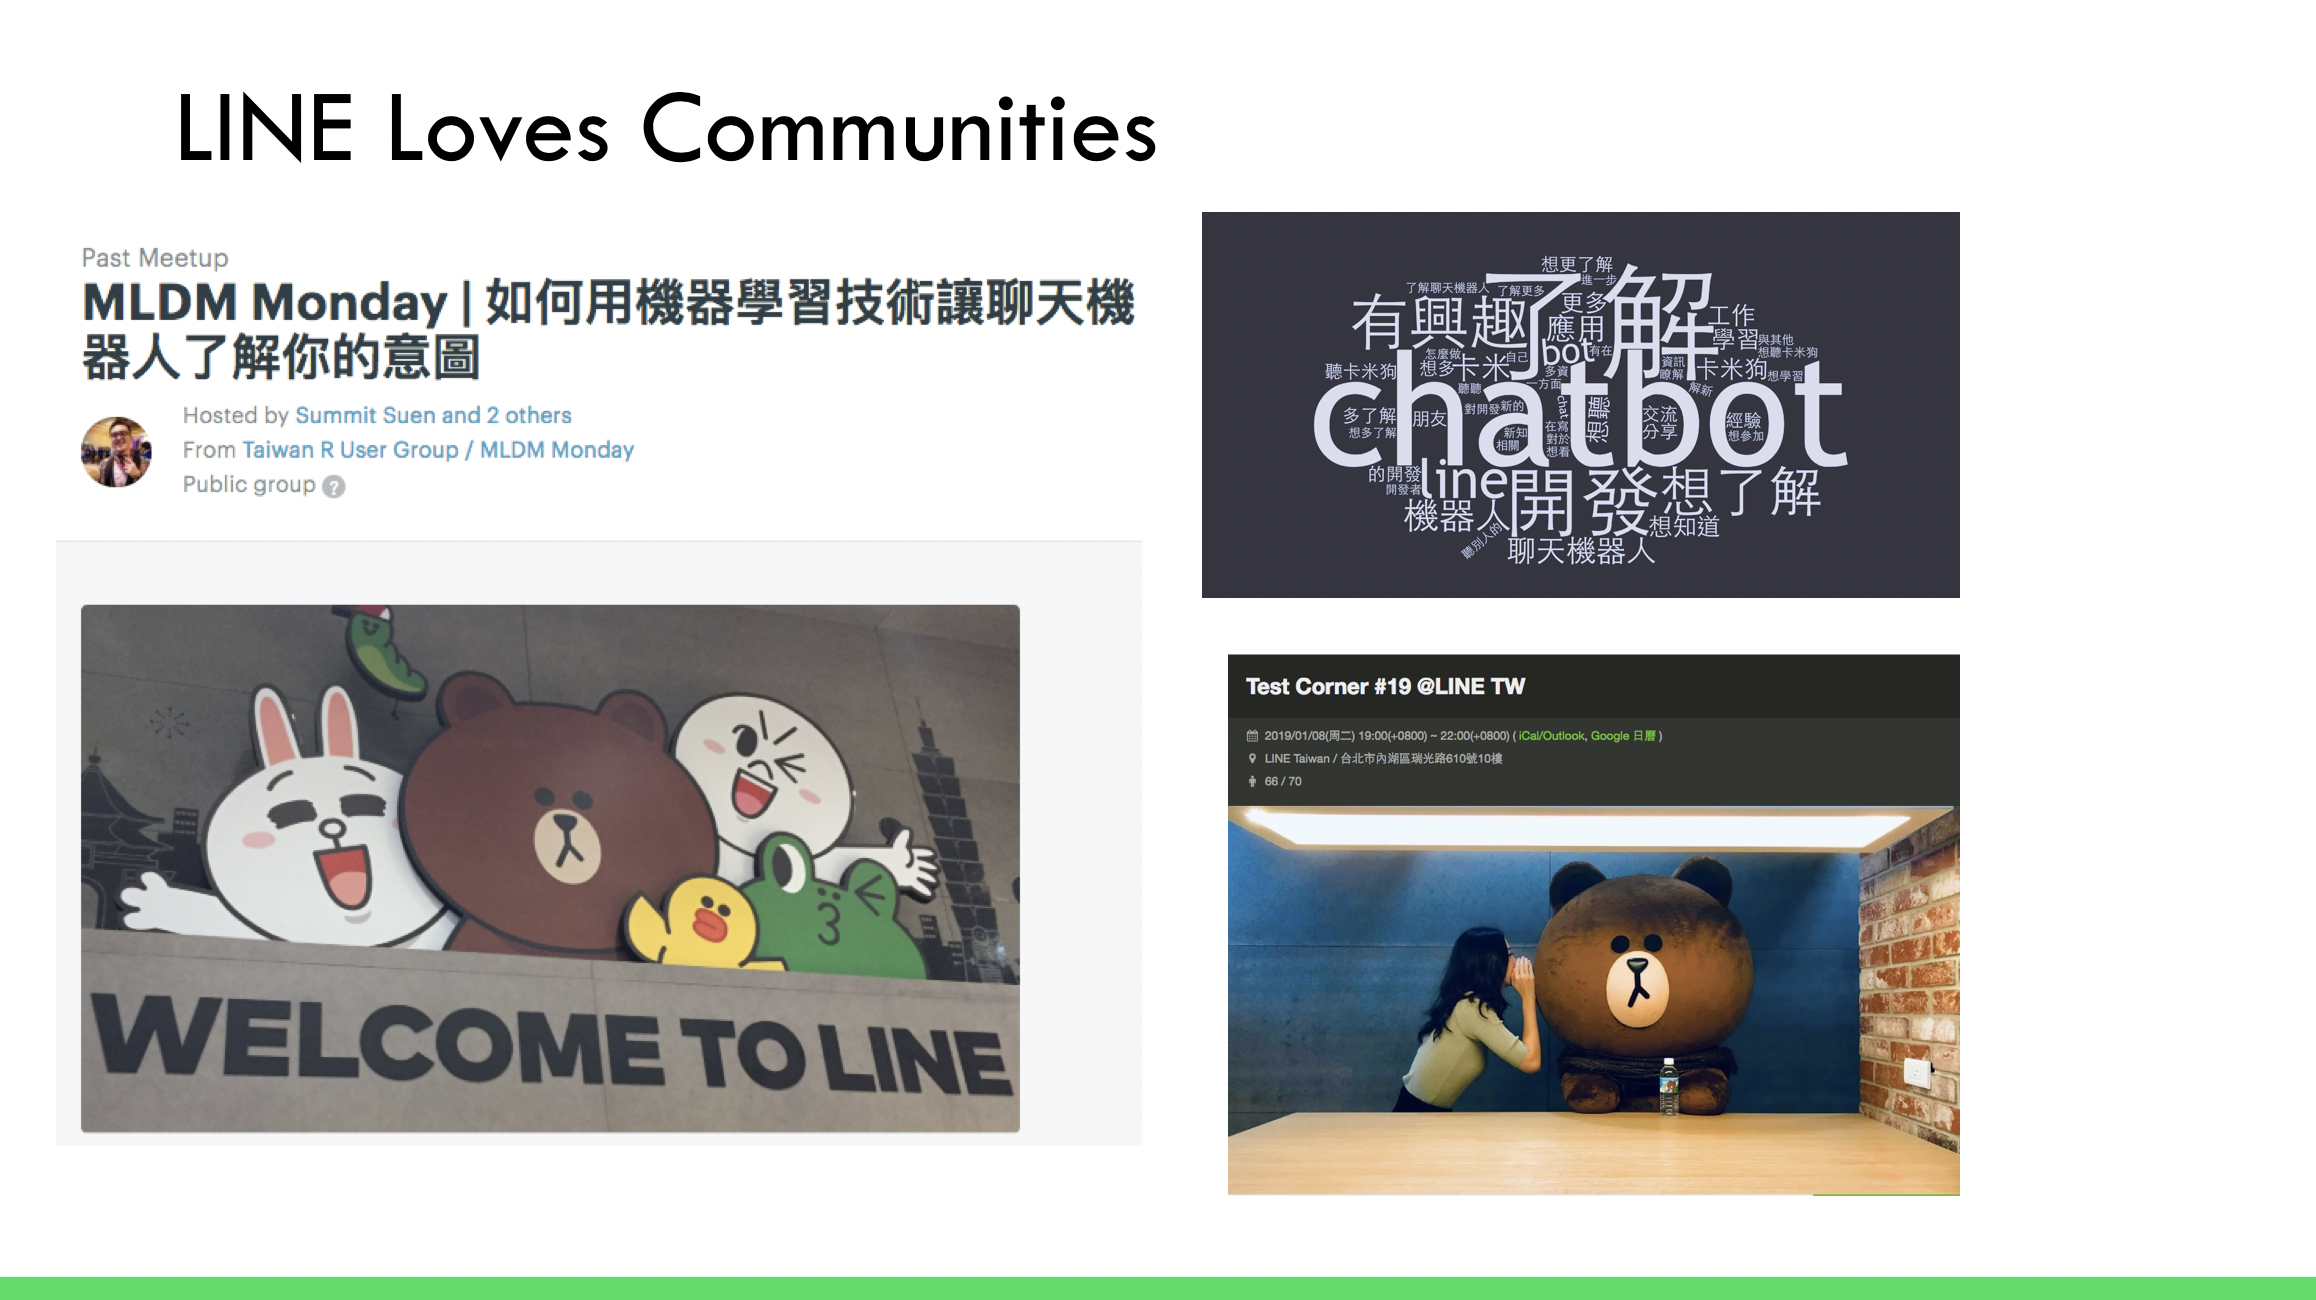 LINE Loves Communities
Past Meetup
MLDM Monday | 如何用機器學習技術讓聊天機
器人了解你的意圖
Hosted by Summit Suen and 2 others
From Taiwan R User Group / MLDM Monday
Public group ?
WELCOME TO LINE
想更了解
了解聊天機器人 了解更多 進一步
了解
有興趣 更多
應用 工作
學習 與其他
bot 有在 想聽卡米狗
怎麼做 自己
想多 卡米 多資 資訊
瞭解
聽卡米狗 卡米狗 想學習
聽聽 一方面 解新
chatbot
多了解 朋友 對開發 新的 chat 想聽 交流 經驗
想多了解 新知 在寫 分享 想參加
相關 對於
想看
的開發 line 開發 想了解
開發者
機器人 想知道
聽別人的 聊天機器人
Test Corner #19 @LINE TW
2019/01/08(周二) 19:00(+0800) ~ 22:00(+0800) ( iCal/Outlook, Google 日曆 )
LINE Taiwan / 台北市內湖區瑞光路610號10樓
66 / 70